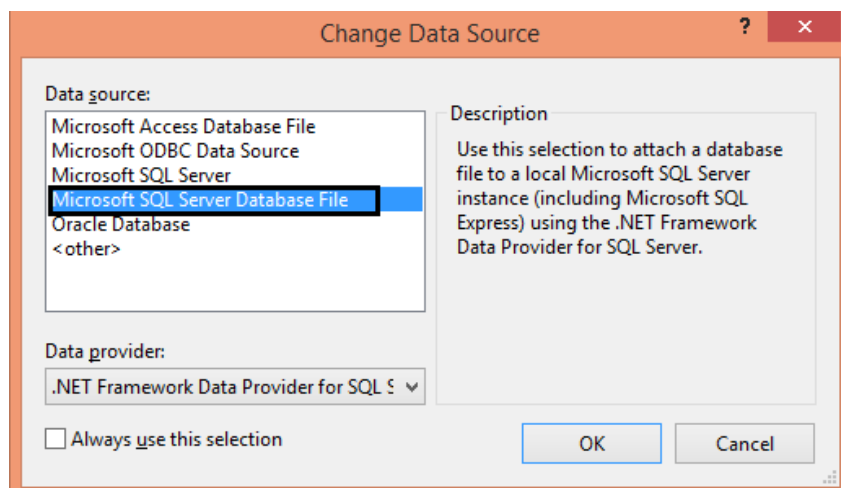 Change Data Source
?
Data source:
Microsoft Access Database File
Microsoft ODBC Data Source
Microsoft SQL Server
Microsoft SQL Server Database File
Oracle Database
<other>
Description
Use this selection to attach a database
file to a local Microsoft SQL Server
instance (including Microsoft SQL
Express) using the .NET Framework
Data Provider for SQL Server.
Data provider:
.NET Framework Data Provider for SQL S
Always use this selection
OK
Cancel